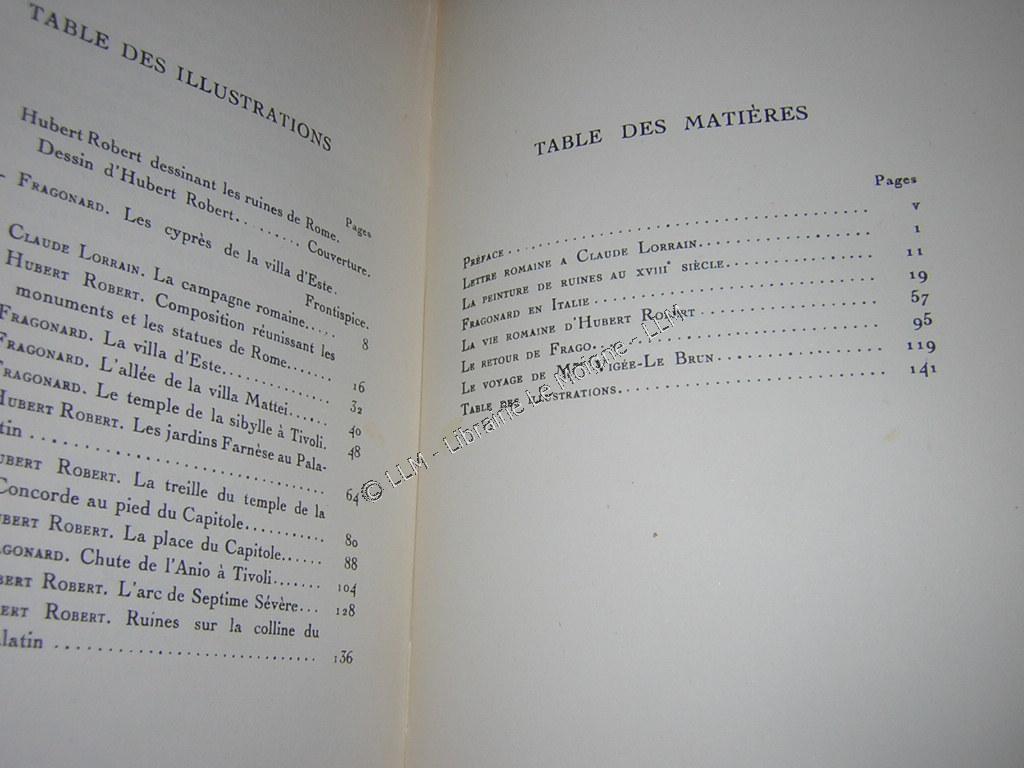 TABLE DES ILLUSTRATIONS
Pages
Hubert Robert dessinant les ruines de Rome.
Dessin d'Hubert Robert......... Couverture.
FRAGONARD. Les cyprès de la villa d'Este.
Frontispice.
CLAUDE LORRAIN. La campagne romaine..... 8
HUBERT ROBERT. Composition réunissant les
monuments et les statues de Rome....... 16
FRAGONARD. La villa d'Este.............. 32
FRAGONARD. L'allée de la villa Mattei..... 40
FRAGONARD. Le temple de la sibylle à Tivoli. 48
HUBERT ROBERT. Les jardins Farnèse au Pala-
tin .............................. 64
HUBERT ROBERT. La treille du temple de la
Concorde au pied du Capitole........... 80
HUBERT ROBERT. La place du Capitole...... 88
FRAGONARD. Chute de l'Anio à Tivoli....... 104
HUBERT ROBERT. L'arc de Septime Sévère... 128
HUBERT ROBERT. Ruines sur la colline du
Palatin .............................. 136
TABLE DES MATIÈRES
Pages
PRÉFACE........................................ V
LETTRE ROMAINE A CLAUDE LORRAIN.................. 1
LA PEINTURE DE RUINES AU XVIIIe SIÈCLE............... 11
FRAGONARD EN ITALIE............................. 19
LA VIE ROMAINE D'HUBERT ROBERT................... 57
LE RETOUR DE FRAGO.............................. 95
LE VOYAGE DE Mme VIGÉE-LE BRUN................... 119
TABLE DES ILLUSTRATIONS............................ 141
© LLM - Librairie Le Moigne - LLM